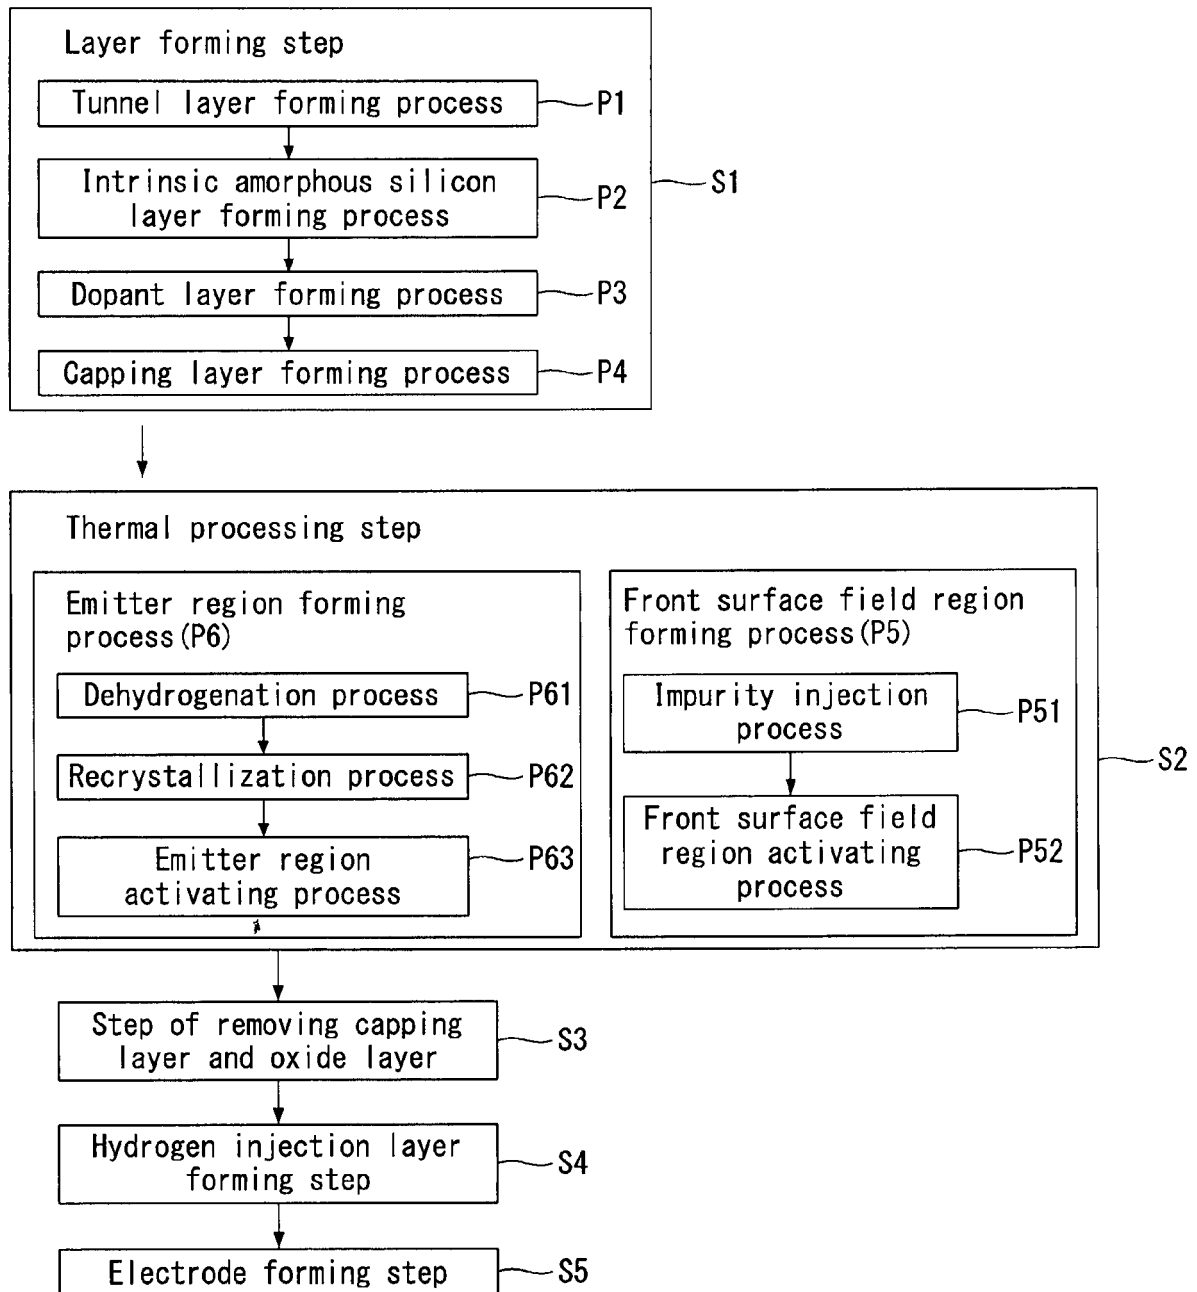 Layer forming step
Tunnel layer forming process
P1
Intrinsic amorphous silicon
layer forming process
P2
S1
Dopant layer forming process
P3
Capping layer forming process
P4
Thermal processing step
Emitter region forming
process(P6)
Dehydrogenation process
P61
Recrystallization process
P62
Emitter region
activating process
P63
Front surface field region
forming process(P5)
Impurity injection
process
P51
Front surface field
region activating
process
P52
S2
Step of removing capping
layer and oxide layer
S3
Hydrogen injection layer
forming step
S4
Electrode forming step
S5